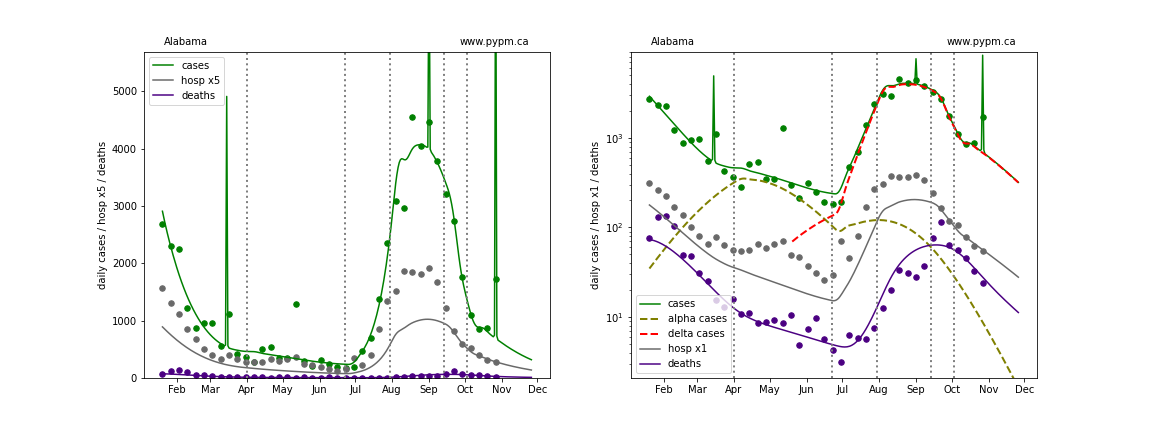 Alabama
www.pypm.ca
cases
hosp x5
deaths
daily cases / hosp x5 / deaths
0
1000
2000
3000
4000
5000
Feb Mar Apr May Jun Jul Aug Sep Oct Nov Dec
Alabama
www.pypm.ca
daily cases / hosp x1 / deaths
10³
10²
10¹
cases
alpha cases
delta cases
hosp x1
deaths
Feb Mar Apr May Jun Jul Aug Sep Oct Nov Dec